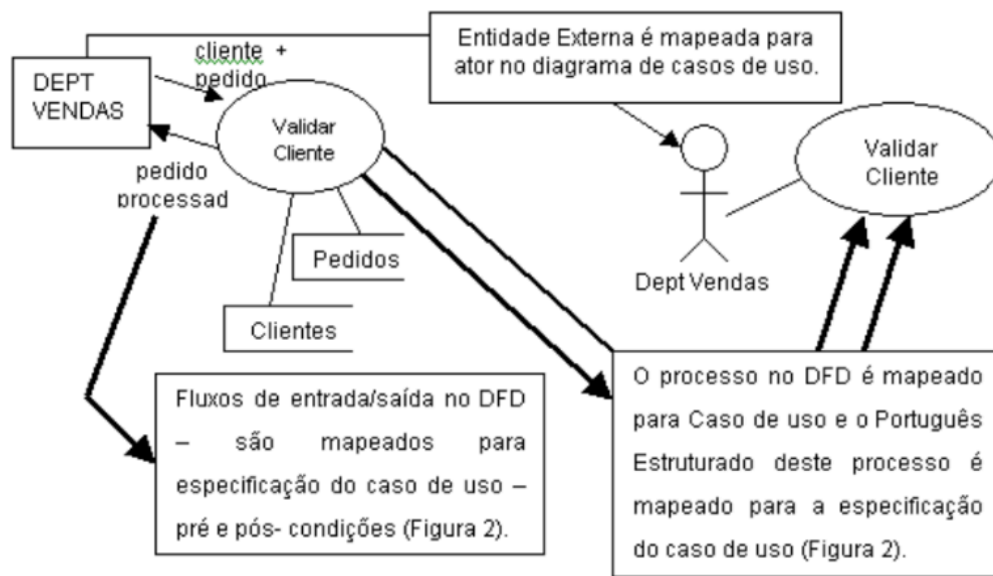 cliente +
pedido
DEPT
VENDAS
Validar
Cliente
pedido
processad
Pedidos
Clientes
Entidade Externa é mapeada para
ator no diagrama de casos de uso.
Validar
Cliente
Dept Vendas
Fluxos de entrada/saída no DFD
– são mapeados para
especificação do caso de uso –
pré e pós- condições (Figura 2).
O processo no DFD é mapeado
para Caso de uso e o Português
Estruturado deste processo é
mapeado para a especificação
do caso de uso (Figura 2).